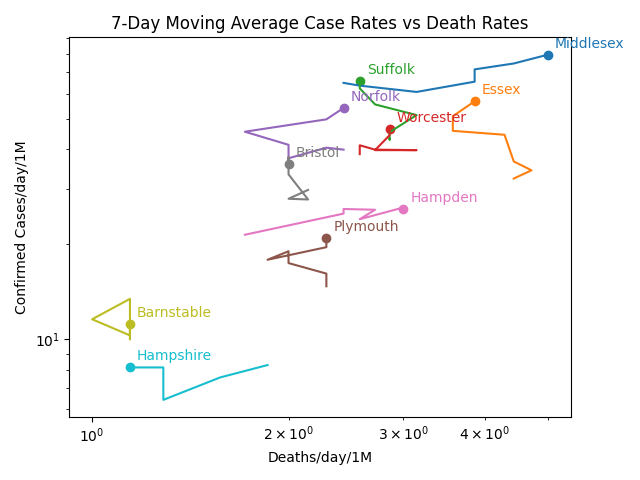 7-Day Moving Average Case Rates vs Death Rates
Middlesex
Suffolk
Essex
Norfolk
Worcester
Bristol
Hampden
Plymouth
Barnstable
Hampshire
Confirmed Cases/day/1M
10¹
10⁰
2 × 10⁰
3 × 10⁰
4 × 10⁰
Deaths/day/1M